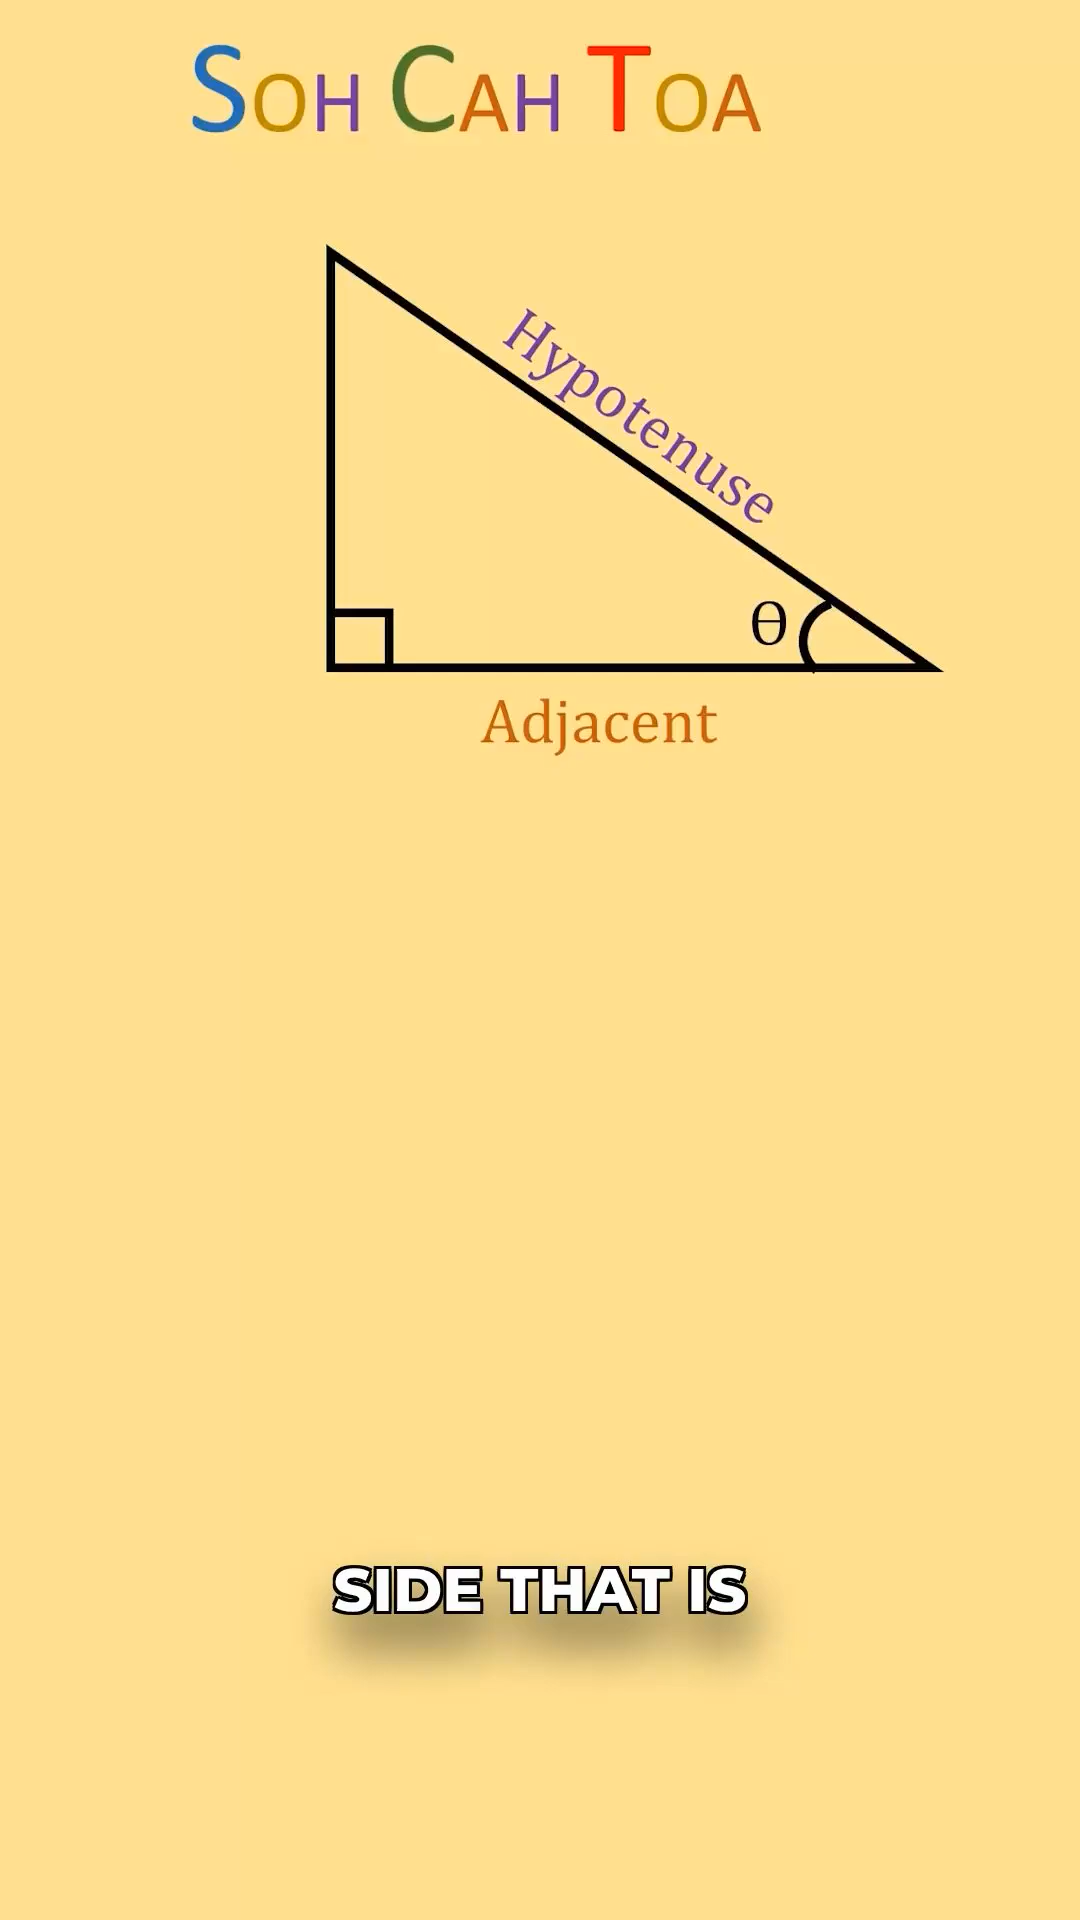 SOH CAH TOA
Hypotenuse
θ
Adjacent
SIDE THAT IS